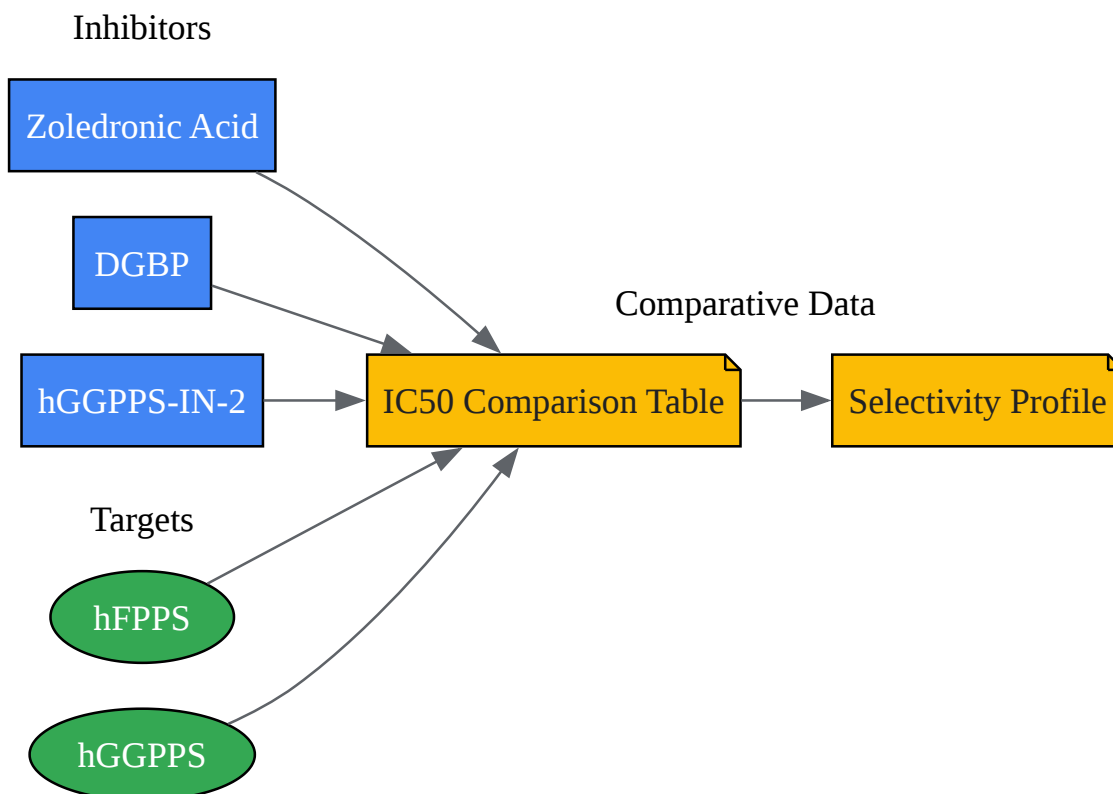 Inhibitors
Zoledronic Acid
DGBP
hGGPPS-IN-2
Comparative Data
IC50 Comparison Table
Selectivity Profile
Targets
hFPPS
hGGPPS